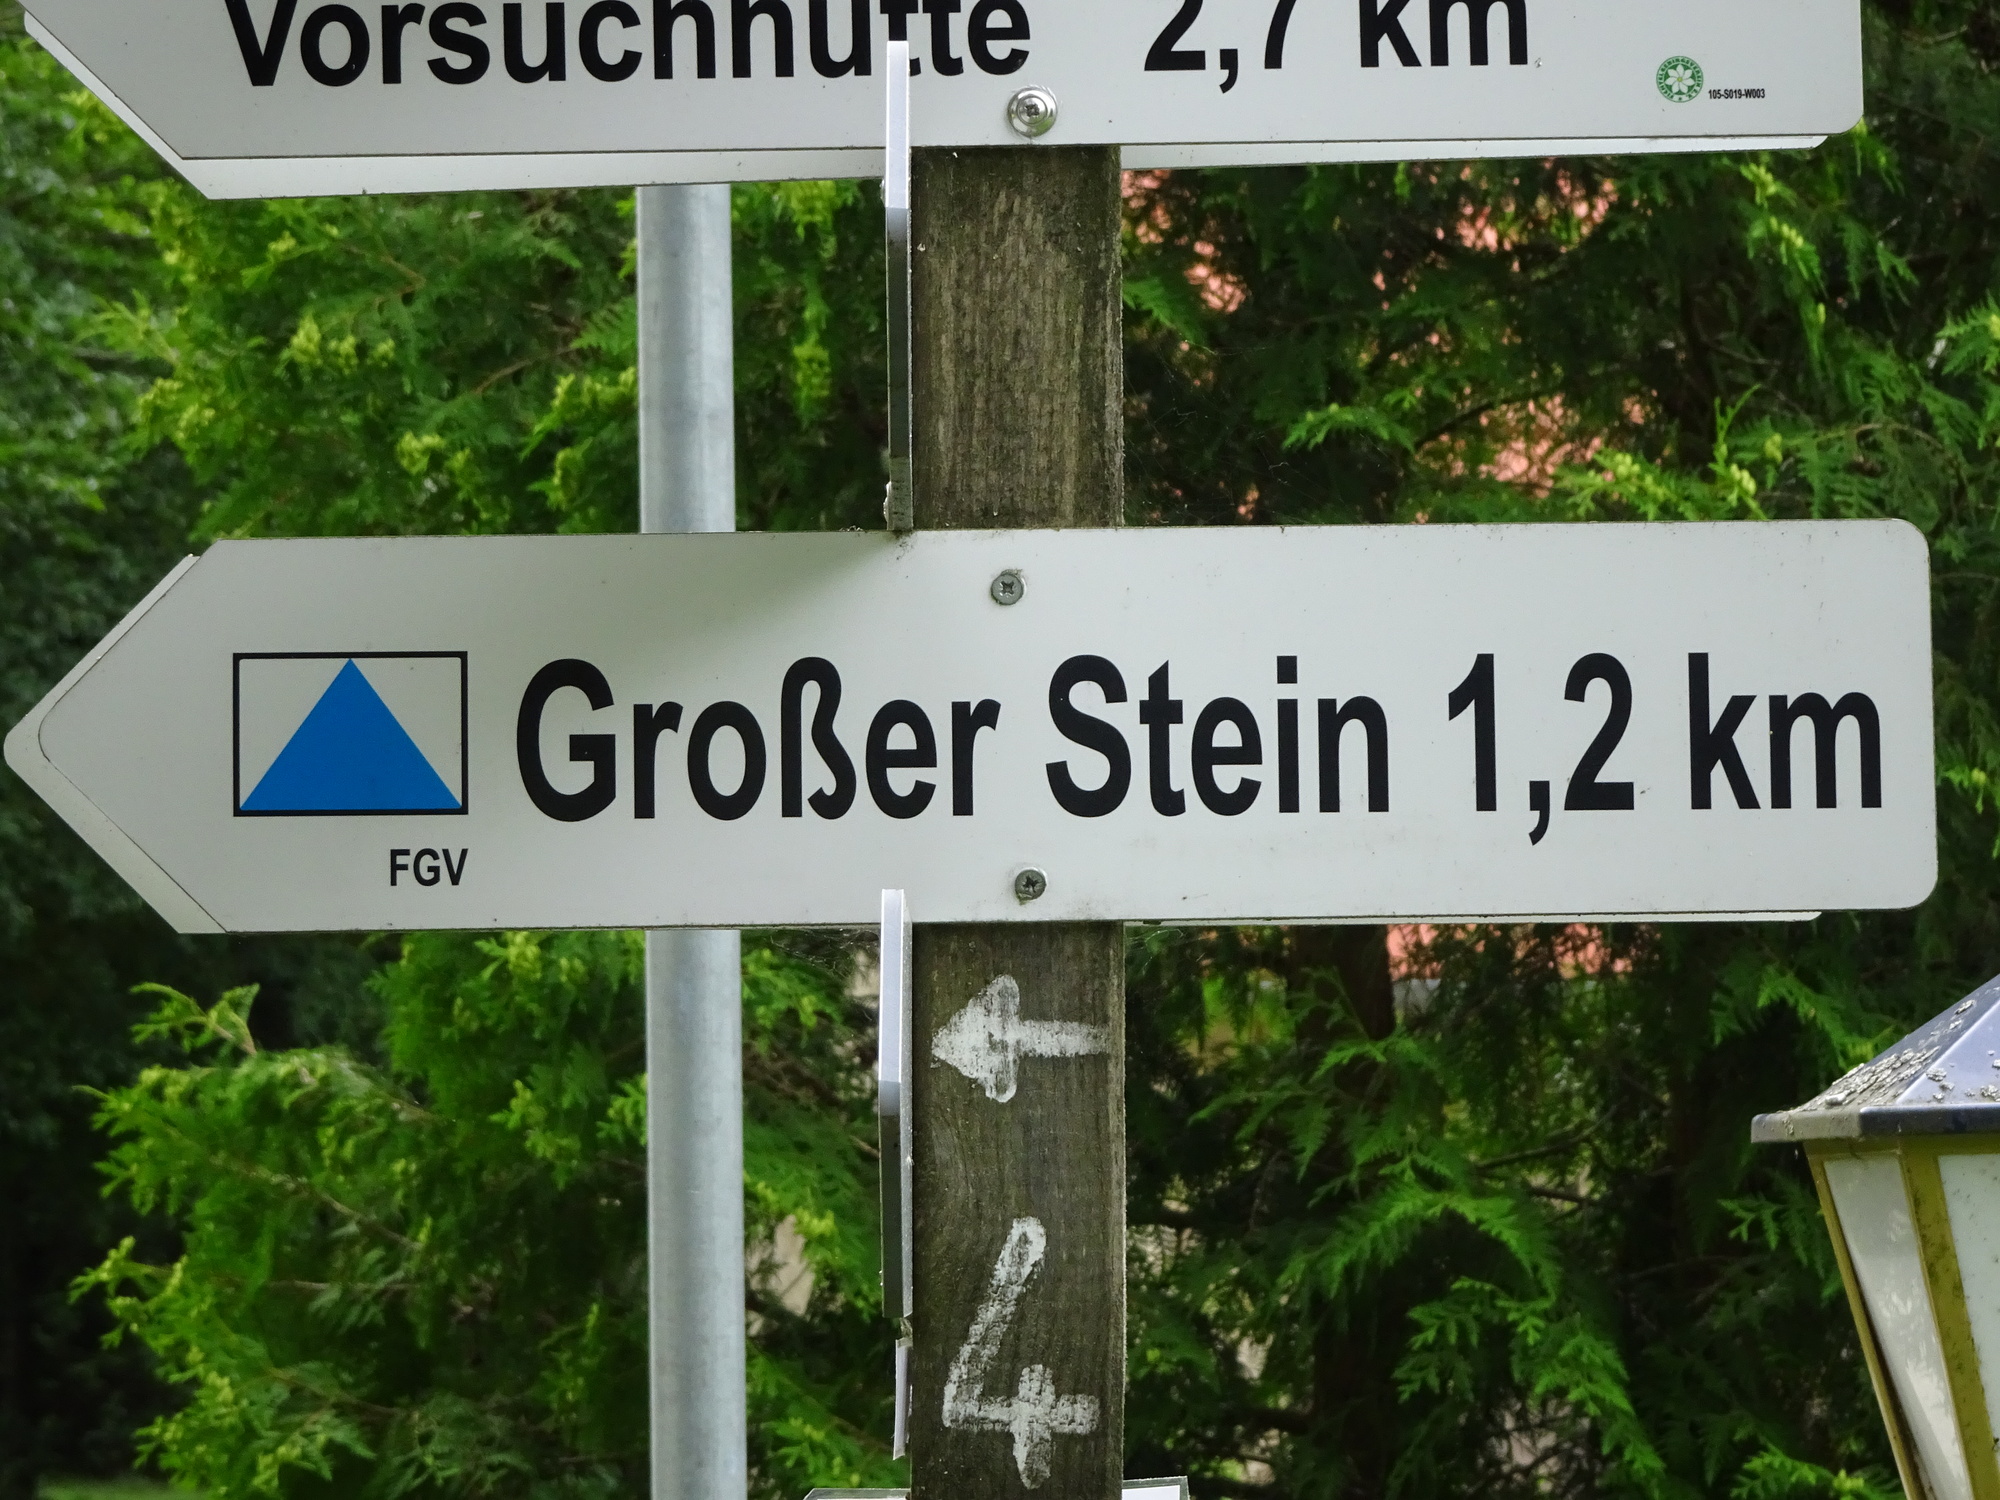 Vorsuchhütte 2,7 km
105-S019-W003
Großer Stein 1,2 km
FGV
4